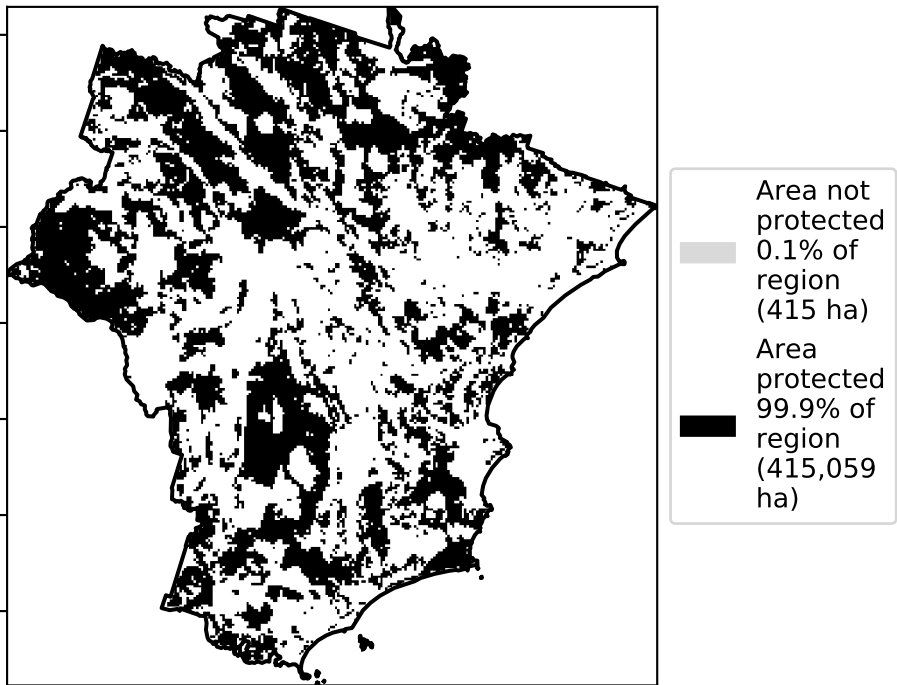 Area not
protected
0.1% of
region
(415 ha)
Area
protected
99.9% of
region
(415,059
ha)